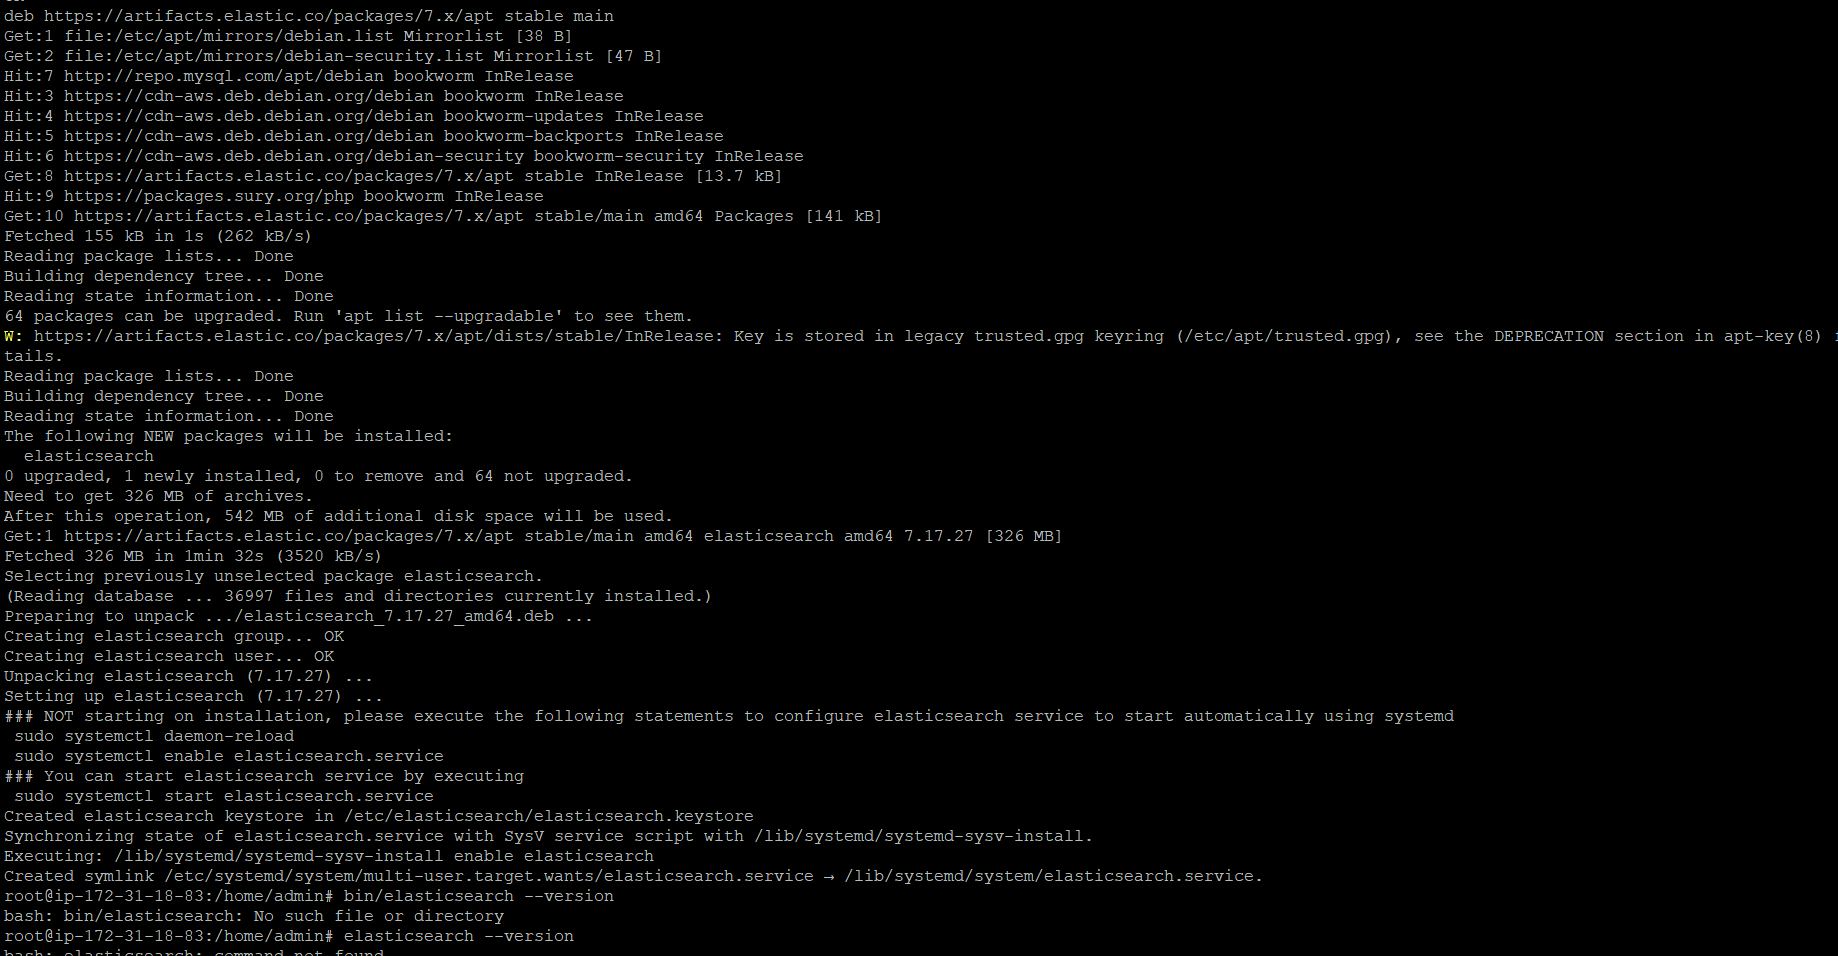 deb https://artifacts.elastic.co/packages/7.x/apt stable main
Get:1 file:/etc/apt/mirrors/debian.list Mirrorlist [38 B]
Get:2 file:/etc/apt/mirrors/debian-security.list Mirrorlist [47 B]
Hit:7 http://repo.mysql.com/apt/debian bookworm InRelease
Hit:3 https://cdn-aws.deb.debian.org/debian bookworm InRelease
Hit:4 https://cdn-aws.deb.debian.org/debian bookworm-updates InRelease
Hit:5 https://cdn-aws.deb.debian.org/debian bookworm-backports InRelease
Hit:6 https://cdn-aws.deb.debian.org/debian-security bookworm-security InRelease
Get:8 https://artifacts.elastic.co/packages/7.x/apt stable InRelease [13.7 kB]
Hit:9 https://packages.sury.org/php bookworm InRelease
Get:10 https://artifacts.elastic.co/packages/7.x/apt stable/main amd64 Packages [141 kB]
Fetched 155 kB in 1s (262 kB/s)
Reading package lists... Done
Building dependency tree... Done
Reading state information... Done
64 packages can be upgraded. Run 'apt list --upgradable' to see them.
W: https://artifacts.elastic.co/packages/7.x/apt/dists/stable/InRelease: Key is stored in legacy trusted.gpg keyring (/etc/apt/trusted.gpg), see the DEPRECATION section in apt-key(8)
tails.
Reading package lists... Done
Building dependency tree... Done
Reading state information... Done
The following NEW packages will be installed:
  elasticsearch
0 upgraded, 1 newly installed, 0 to remove and 64 not upgraded.
Need to get 326 MB of archives.
After this operation, 542 MB of additional disk space will be used.
Get:1 https://artifacts.elastic.co/packages/7.x/apt stable/main amd64 elasticsearch amd64 7.17.27 [326 MB]
Fetched 326 MB in 1min 32s (3520 kB/s)
Selecting previously unselected package elasticsearch.
(Reading database ... 36997 files and directories currently installed.)
Preparing to unpack .../elasticsearch_7.17.27_amd64.deb ...
Creating elasticsearch group... OK
Creating elasticsearch user... OK
Unpacking elasticsearch (7.17.27) ...
Setting up elasticsearch (7.17.27) ...
### NOT starting on installation, please execute the following statements to configure elasticsearch service to start automatically using systemd
 sudo systemctl daemon-reload
 sudo systemctl enable elasticsearch.service
### You can start elasticsearch service by executing
 sudo systemctl start elasticsearch.service
Created elasticsearch keystore in /etc/elasticsearch/elasticsearch.keystore
Synchronizing state of elasticsearch.service with SysV service script with /lib/systemd/systemd-sysv-install.
Executing: /lib/systemd/systemd-sysv-install enable elasticsearch
Created symlink /etc/systemd/system/multi-user.target.wants/elasticsearch.service → /lib/systemd/system/elasticsearch.service.
root@ip-172-31-18-83:/home/admin# bin/elasticsearch --version
bash: bin/elasticsearch: No such file or directory
root@ip-172-31-18-83:/home/admin# elasticsearch --version
bash: elasticsearch: command not found